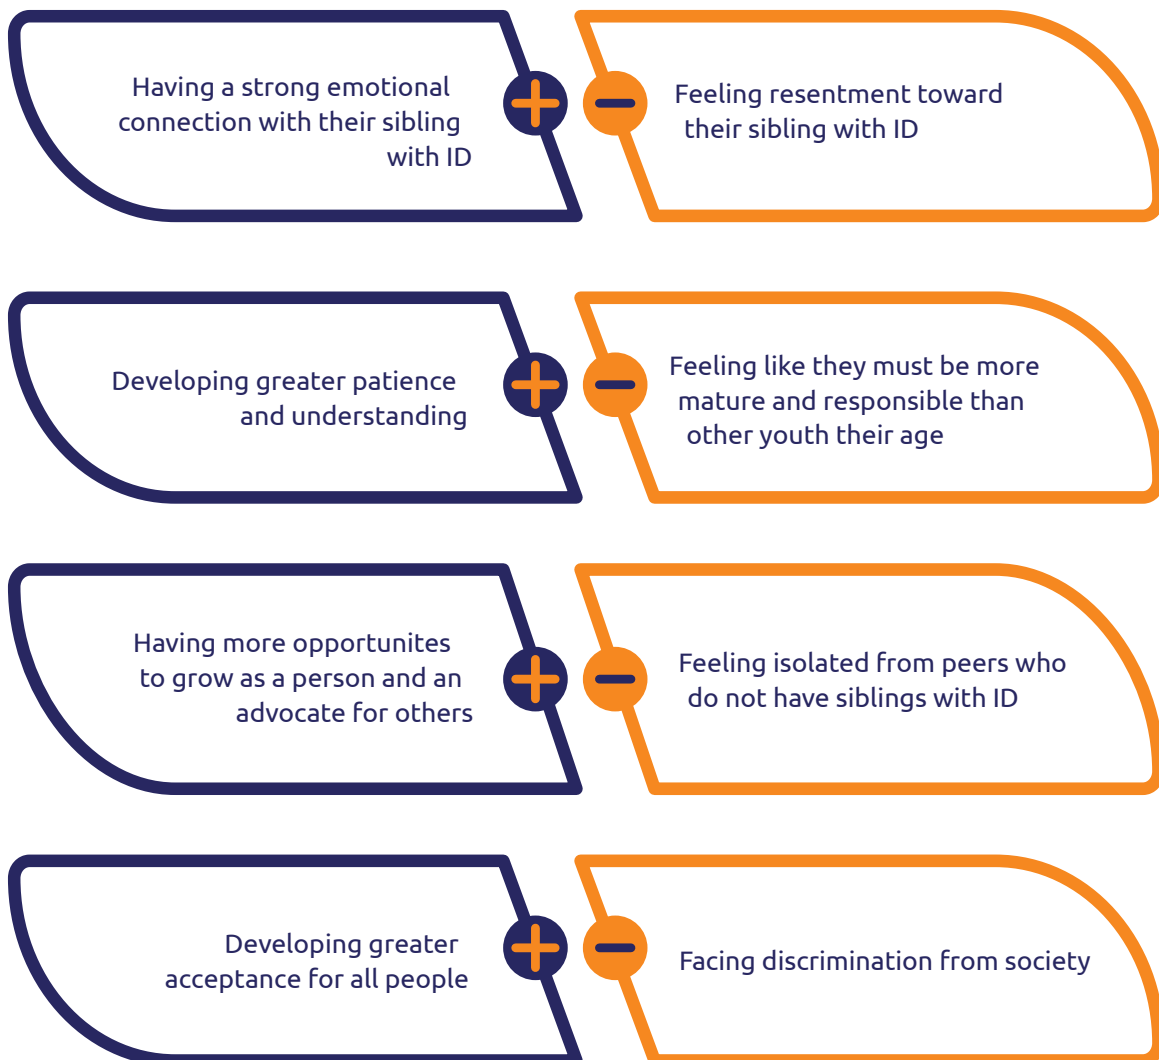 Having a strong emotional
connection with their sibling
with ID
Feeling resentment toward
their sibling with ID
Developing greater patience
and understanding
Feeling like they must be more
mature and responsible than
other youth their age
Having more opportunites
to grow as a person and an
advocate for others
Feeling isolated from peers who
do not have siblings with ID
Developing greater
acceptance for all people
Facing discrimination from society